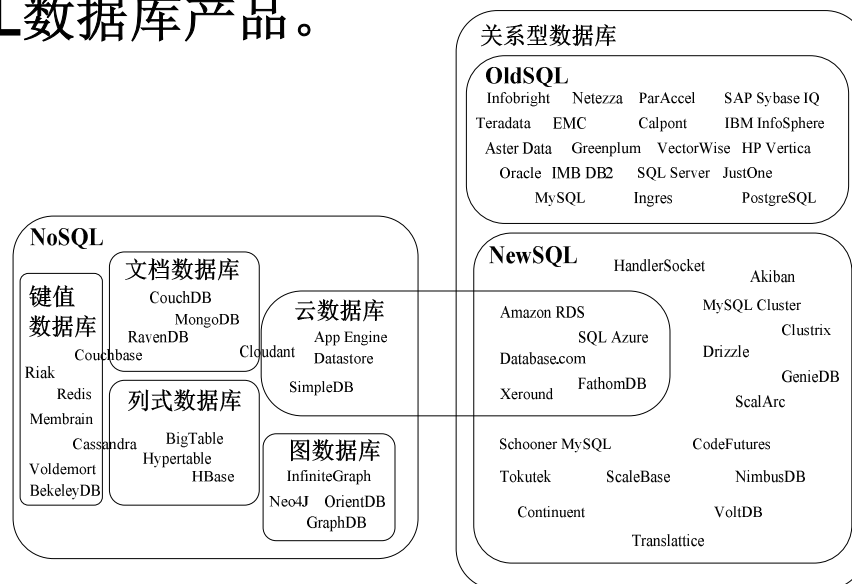 L数据库产品。
关系型数据库
OldSQL
Infobright Netezza ParAccel SAP Sybase IQ
Teradata EMC Calpont IBM InfoSphere
Aster Data Greenplum VectorWise HP Vertica
Oracle IMB DB2 SQL Server JustOne
MySQL Ingres PostgreSQL
NoSQL
键值
数据库
Couchbase
Riak
Redis
Membrain
Cassandra
Voldemort
BekeleyDB
文档数据库
CouchDB
MongoDB
RavenDB
Cloudant
列式数据库
BigTable
Hypertable
HBase
云数据库
App Engine
Datastore
SimpleDB
图数据库
InfiniteGraph
Neo4J OrientDB
GraphDB
NewSQL
HandlerSocket
Akiban
Amazon RDS
MySQL Cluster
SQL Azure
Clustrix
Database.com
Drizzle
FathomDB
GenieDB
Xeround
ScalArc
Schooner MySQL CodeFutures
Tokutek ScaleBase NimbusDB
Continuent VoltDB
Translattice